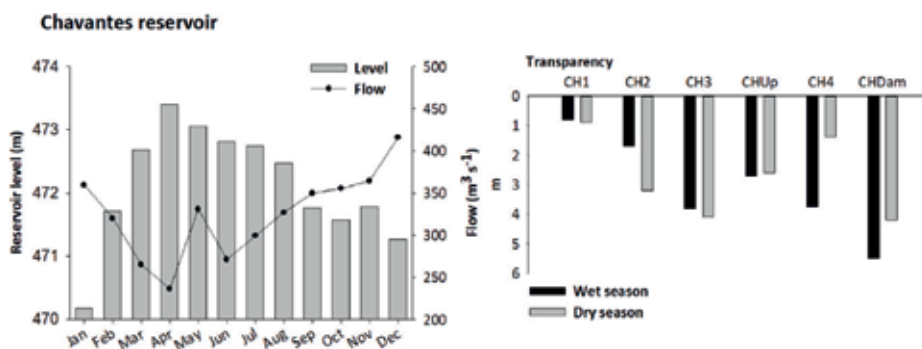 Chavantes reservoir
Level
Flow
474
473
472
471
470
Reservoir level (m)
500
450
400
350
300
250
200
Flow (m³ s⁻¹)
Jan Feb Mar Apr May Jun Jul Aug Sep Oct Nov Dec
Transparency
CH1 CH2 CH3 CHUp CH4 CHDam
0
1
2
3
4
5
6
m
Wet season
Dry season